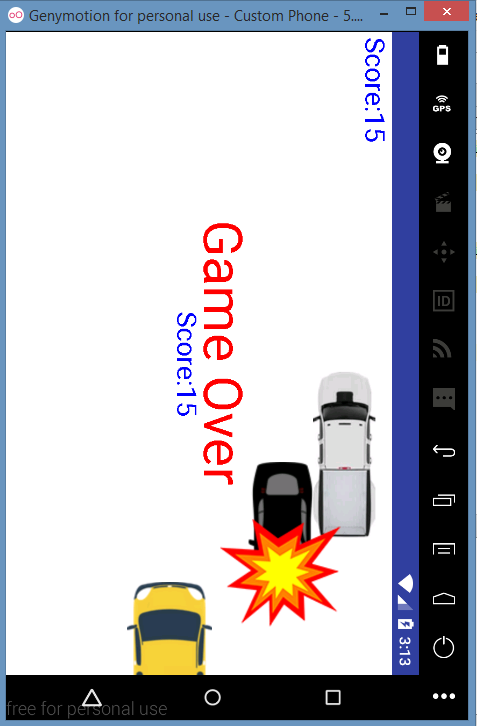 Genymotion for personal use - Custom Phone - 5....
Score:15
Game Over
Score:15
GPS
ID
3:13
free for personal use